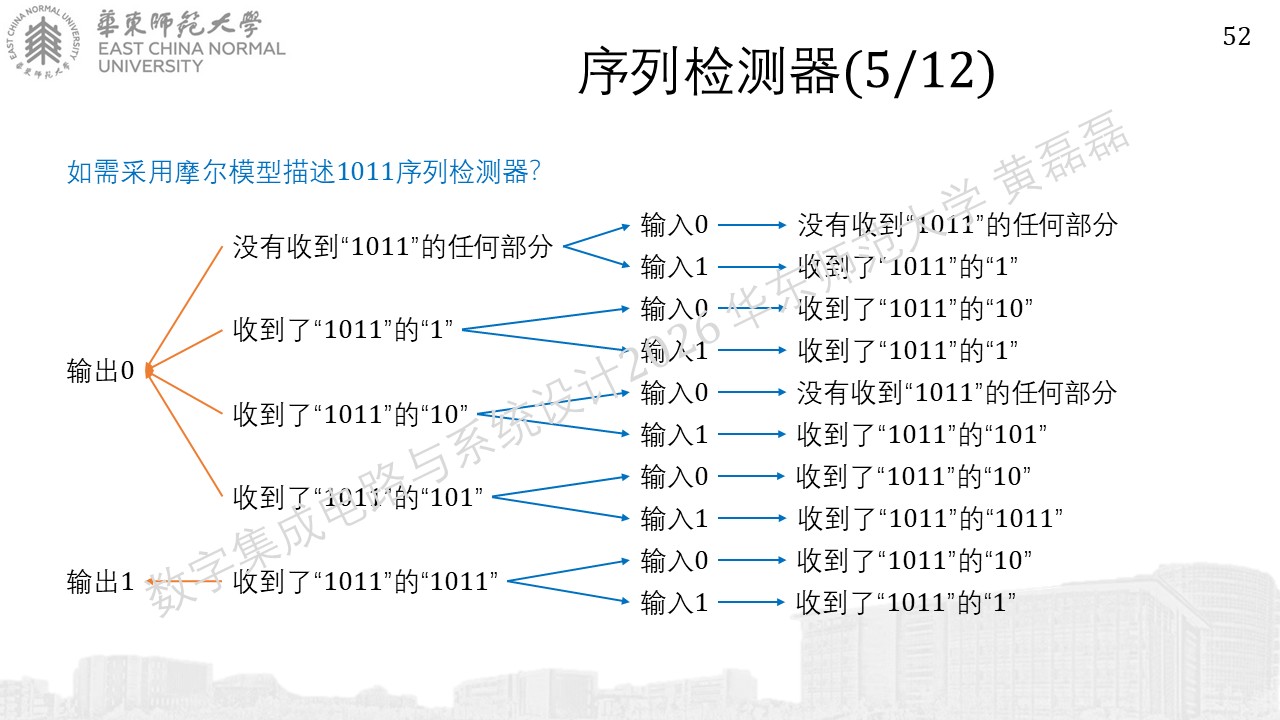 華東師範大學
EAST CHINA NORMAL
UNIVERSITY
EAST CHINA NORMAL UNIVERSITY
華東師範大學
52
序列检测器(5/12)
如需采用摩尔模型描述1011序列检测器?
输出0
没有收到“1011”的任何部分
输入0
没有收到“1011”的任何部分
输入1
收到了“1011”的“1”
收到了“1011”的“1”
输入0
收到了“1011”的“10”
输入1
收到了“1011”的“1”
收到了“1011”的“10”
输入0
没有收到“1011”的任何部分
输入1
收到了“1011”的“101”
收到了“1011”的“101”
输入0
收到了“1011”的“10”
输入1
收到了“1011”的“1011”
输出1
收到了“1011”的“1011”
输入0
收到了“1011”的“10”
输入1
收到了“1011”的“1”
数字集成电路与系统设计2026 华东师范大学 黄磊磊